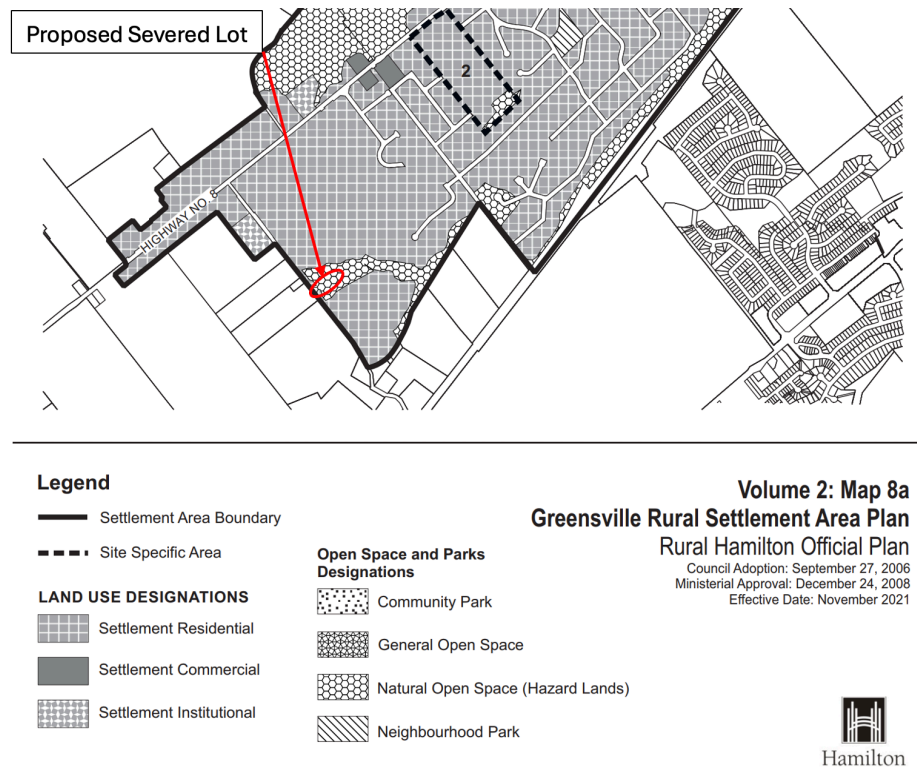 Proposed Severed Lot
2
HIGHWAY NO. 8
Legend
Settlement Area Boundary
Site Specific Area
LAND USE DESIGNATIONS
Settlement Residential
Settlement Commercial
Settlement Institutional
Open Space and Parks
Designations
Community Park
General Open Space
Natural Open Space (Hazard Lands)
Neighbourhood Park
Volume 2: Map 8a
Greensville Rural Settlement Area Plan
Rural Hamilton Official Plan
Council Adoption: September 27, 2006
Ministerial Approval: December 24, 2008
Effective Date: November 2021
Hamilton